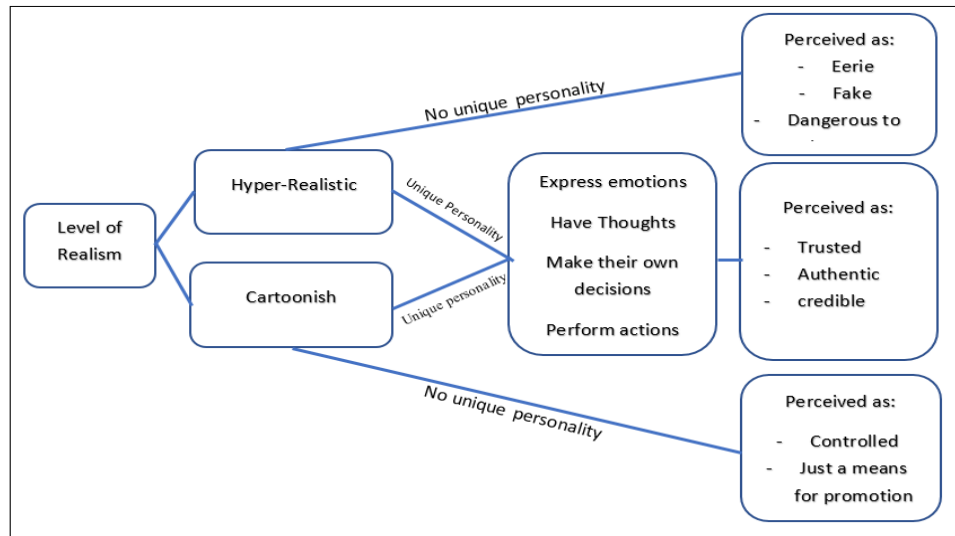 Perceived as:
- Eerie
- Fake
- Dangerous to
No unique personality
Hyper-Realistic
Unique Personality
Level of
Realism
Cartoonish
Unique personality
Express emotions
Have Thoughts
Make their own
decisions
Perform actions
Perceived as:
- Trusted
- Authentic
- credible
No unique personality
Perceived as:
- Controlled
- Just a means
for promotion